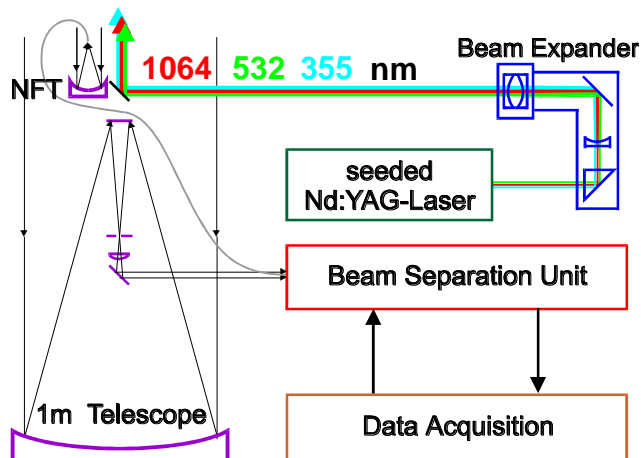 Beam Expander
1064 532 355 nm
NFT
seeded
Nd:YAG-Laser
Beam Separation Unit
1m Telescope
Data Acquisition